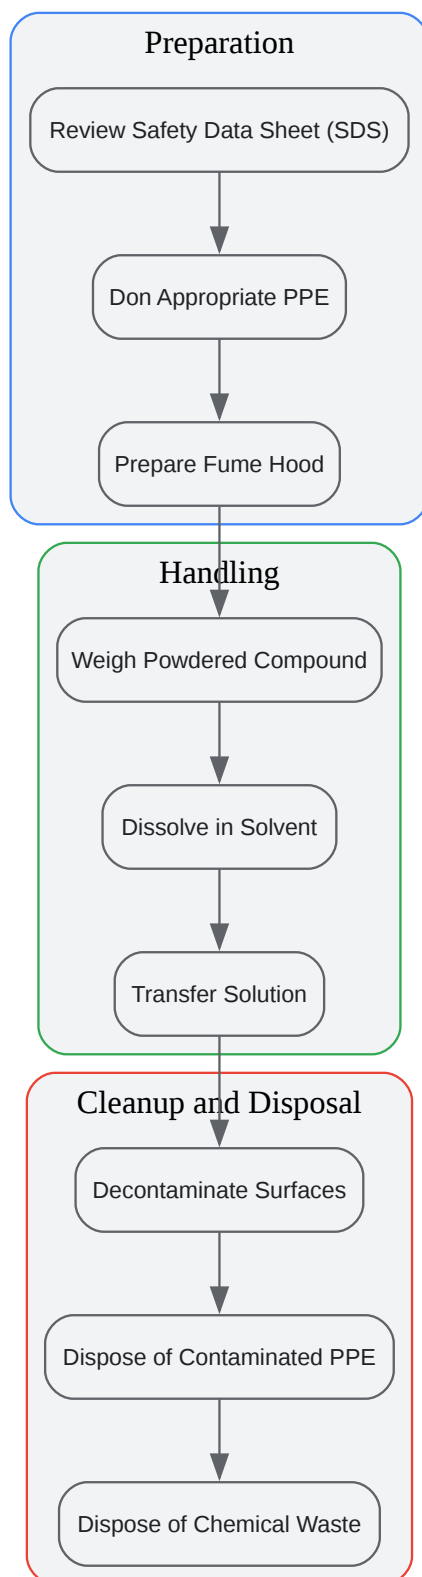 Preparation
Review Safety Data Sheet (SDS)
Don Appropriate PPE
Prepare Fume Hood
Handling
Weigh Powdered Compound
Dissolve in Solvent
Transfer Solution
Cleanup and Disposal
Decontaminate Surfaces
Dispose of Contaminated PPE
Dispose of Chemical Waste